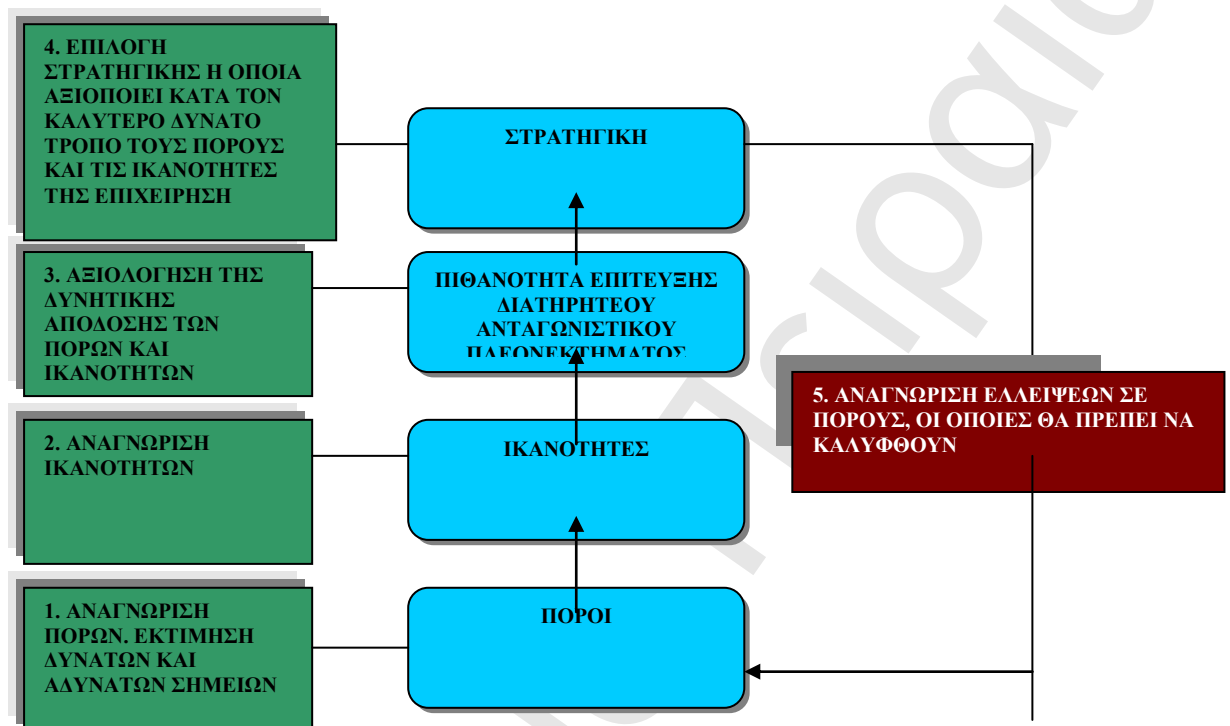 4. ΕΠΙΛΟΓΗ
ΣΤΡΑΤΗΓΙΚΗΣ Η ΟΠΟΙΑ
ΑΞΙΟΠΟΙΕΙ ΚΑΤΑ ΤΟΝ
ΚΑΛΥΤΕΡΟ ΔΥΝΑΤΟ
ΤΡΟΠΟ ΤΟΥΣ ΠΟΡΟΥΣ
ΚΑΙ ΤΙΣ ΙΚΑΝΟΤΗΤΕΣ
ΤΗΣ ΕΠΙΧΕΙΡΗΣΗ
ΣΤΡΑΤΗΓΙΚΗ
3. ΑΞΙΟΛΟΓΗΣΗ ΤΗΣ
ΔΥΝΗΤΙΚΗΣ
ΑΠΟΔΟΣΗΣ ΤΩΝ
ΠΟΡΩΝ ΚΑΙ
ΙΚΑΝΟΤΗΤΩΝ
ΠΙΘΑΝΟΤΗΤΑ ΕΠΙΤΕΥΞΗΣ
ΔΙΑΤΗΡΗΤΕΟΥ
ΑΝΤΑΓΩΝΙΣΤΙΚΟΥ
ΠΛΕΟΝΕΚΤΗΜΑΤΟΣ
5. ΑΝΑΓΝΩΡΙΣΗ ΕΛΛΕΙΨΕΩΝ ΣΕ
ΠΟΡΟΥΣ, ΟΙ ΟΠΟΙΕΣ ΘΑ ΠΡΕΠΕΙ ΝΑ
ΚΑΛΥΦΘΟΥΝ
2. ΑΝΑΓΝΩΡΙΣΗ
ΙΚΑΝΟΤΗΤΩΝ
ΙΚΑΝΟΤΗΤΕΣ
1. ΑΝΑΓΝΩΡΙΣΗ
ΠΟΡΩΝ. ΕΚΤΙΜΗΣΗ
ΔΥΝΑΤΩΝ ΚΑΙ
ΑΔΥΝΑΤΩΝ ΣΗΜΕΙΩΝ
ΠΟΡΟΙ